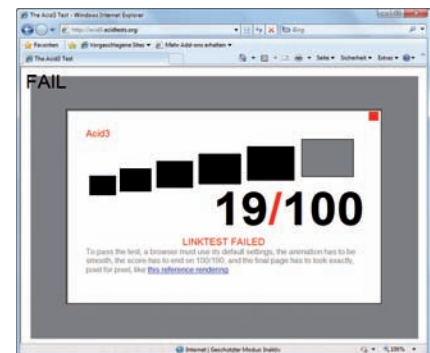 The Acid3 Test - Windows Internet Explorer
http://acid3.acidtests.org
Bing
Favoriten Vorgeschlagene Sites Mehr Add-ons erhalten
The Acid3 Test
Seite Sicherheit Extras
FAIL
Acid3
19/100
LINKTEST FAILED
To pass the test, a browser must use its default settings, the animation has to be
smooth, the score has to end on 100/100, and the final page has to look exactly,
pixel for pixel, like this reference rendering.
Internet | Geschützter Modus: Inaktiv
100%